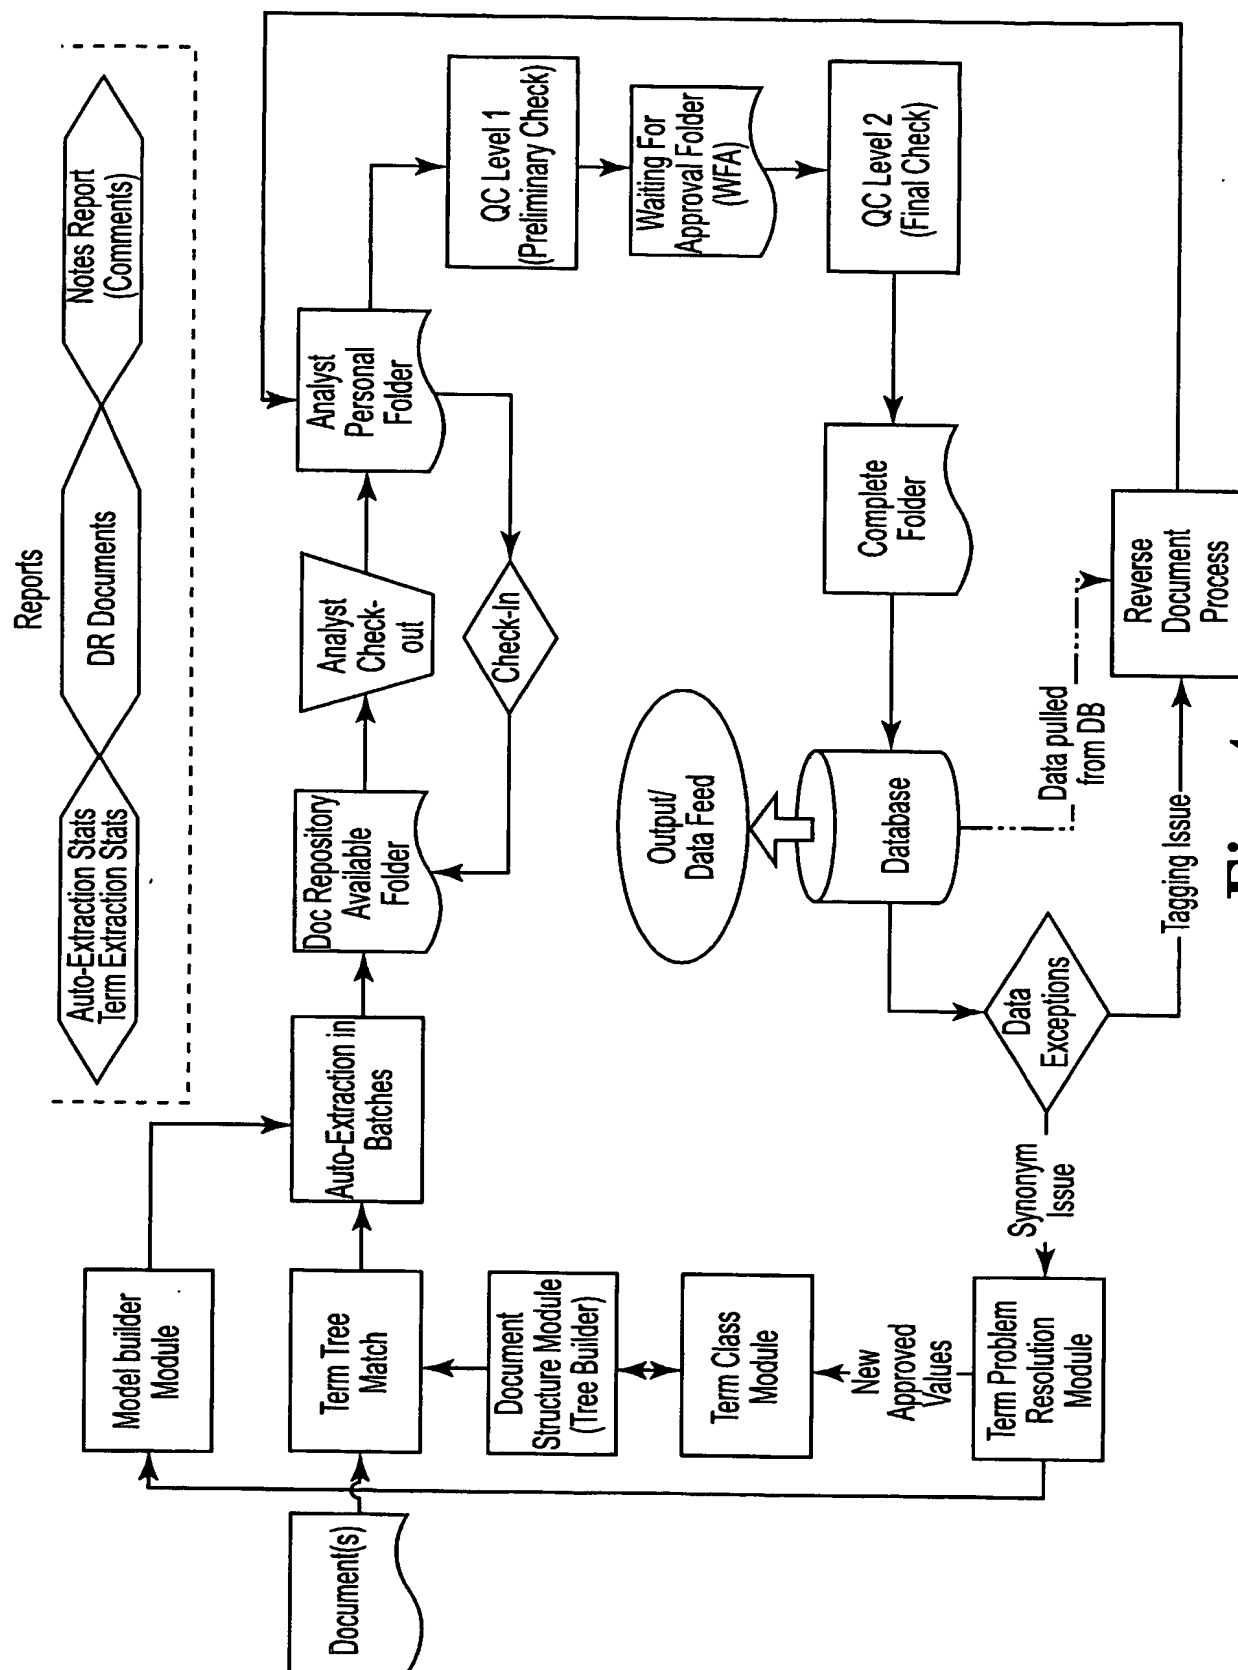 Reports
Auto-Extraction Stats
Term Extraction Stats
DR Documents
Notes Report
(Comments)
Model builder
Module
Document(s)
Term Tree
Match
Auto-Extraction in
Batches
Doc Repository
Available
Folder
Analyst
Check-
out
Analyst
Personal
Folder
Check-In
QC Level 1
(Preliminary Check)
Waiting For
Approval Folder
(WFA)
QC Level 2
(Final Check)
Document
Structure Module
(Tree Builder)
Term Class
Module
New
Approved
Values
Term Problem
Resolution
Module
Synonym
Issue
Data
Exceptions
Tagging Issue
Output/
Data Feed
Database
Data pulled
from DB
Complete
Folder
Reverse
Document
Process